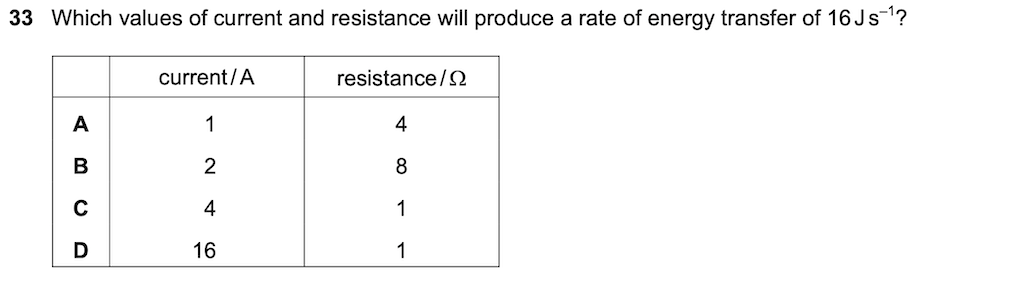 33 Which values of current and resistance will produce a rate of energy transfer of 16 J s⁻¹?
current / A resistance / Ω
A 1 4
B 2 8
C 4 1
D 16 1